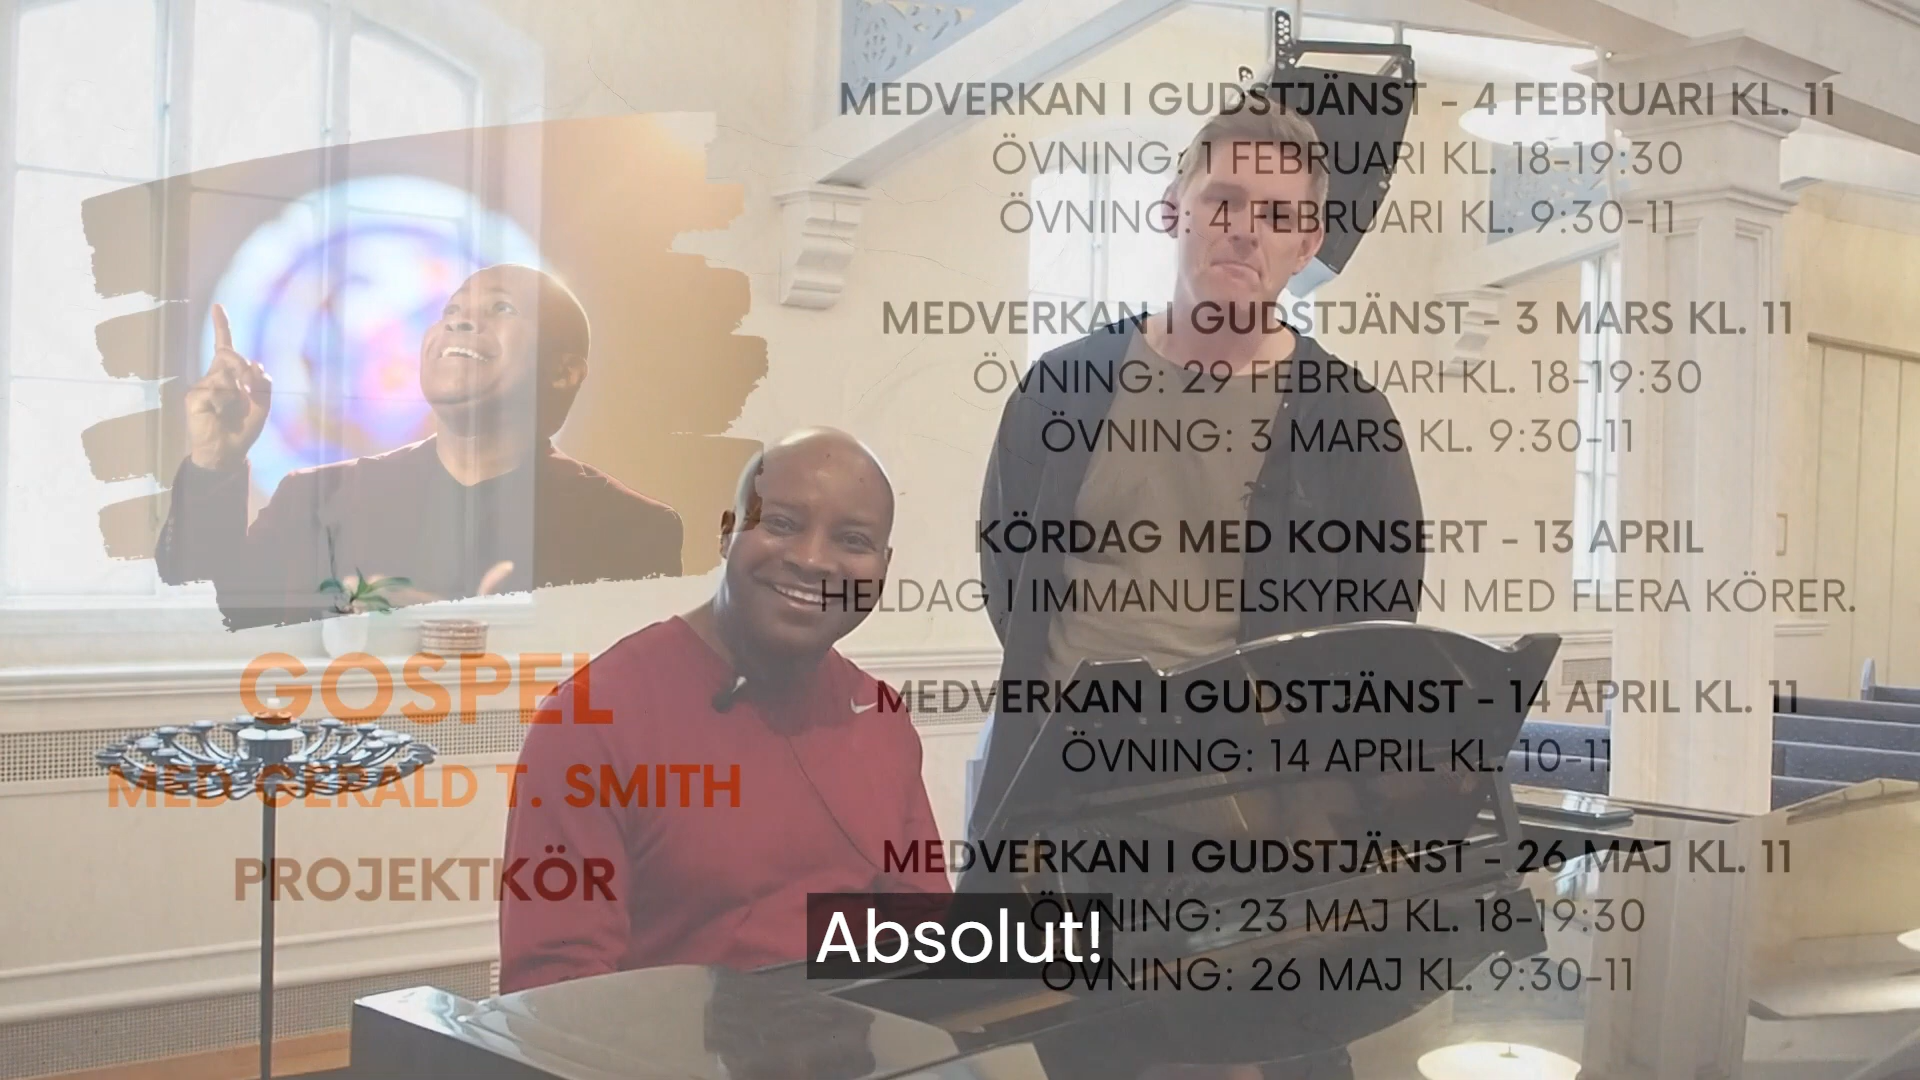 GOSPEL
MED GERALD T. SMITH
PROJEKTKÖR
MEDVERKAN I GUDSTJÄNST - 4 FEBRUARI KL. 11
ÖVNING: 1 FEBRUARI KL. 18-19:30
ÖVNING: 4 FEBRUARI KL. 9:30-11
MEDVERKAN I GUDSTJÄNST - 3 MARS KL. 11
ÖVNING: 29 FEBRUARI KL. 18-19:30
ÖVNING: 3 MARS KL. 9:30-11
KÖRDAG MED KONSERT - 13 APRIL
HELDAG I IMMANUELSKYRKAN MED FLERA KÖRER.
MEDVERKAN I GUDSTJÄNST - 14 APRIL KL. 11
ÖVNING: 14 APRIL KL. 10-11
MEDVERKAN I GUDSTJÄNST - 26 MAJ KL. 11
ÖVNING: 23 MAJ KL. 18-19:30
ÖVNING: 26 MAJ KL. 9:30-11
Absolut!